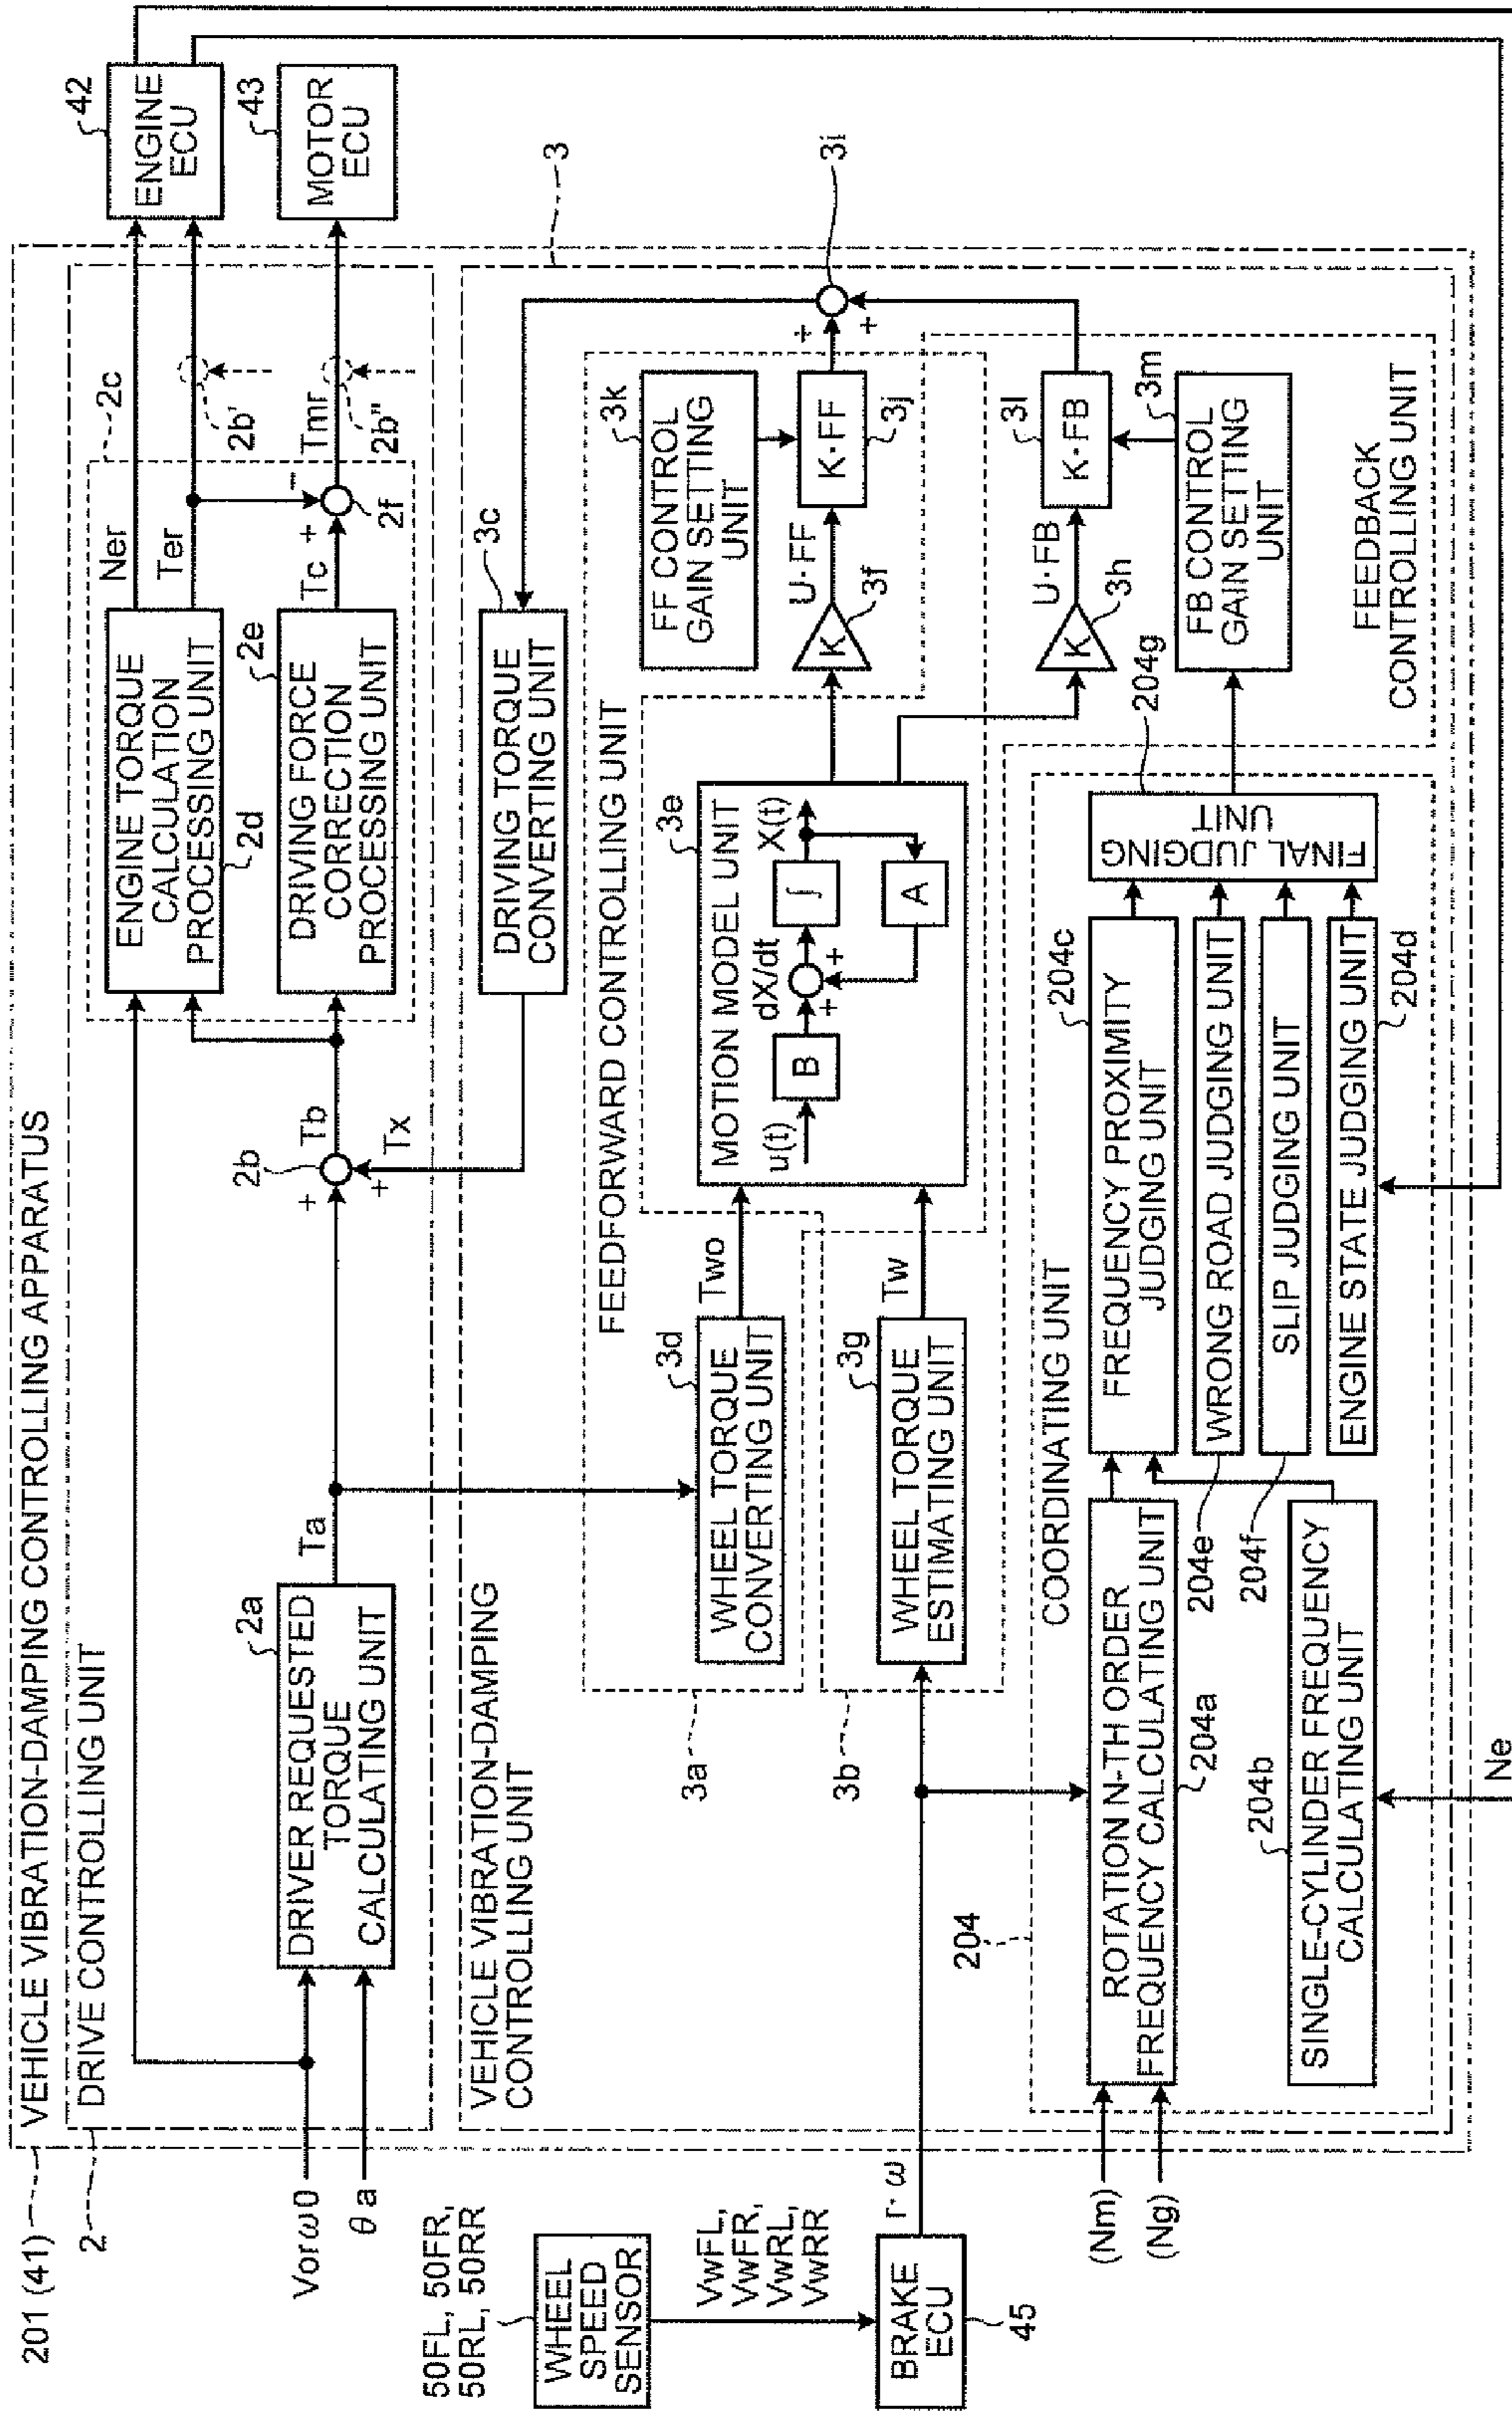 201 (41)
VEHICLE VIBRATION-DAMPING CONTROLLING APPARATUS
2
DRIVE CONTROLLING UNIT
Vorω0
θa
2a
DRIVER REQUESTED
TORQUE
CALCULATING UNIT
Ta
2b
+
+
Tb
Tx
ENGINE TORQUE
CALCULATION
PROCESSING UNIT
2d
DRIVING FORCE
CORRECTION
PROCESSING UNIT
2e
2c
Ner
Ter
Tc
+
−
2f
Tmr
2b'
2b"
42
ENGINE
ECU
43
MOTOR
ECU
VEHICLE VIBRATION-DAMPING
CONTROLLING UNIT
3
3c
DRIVING TORQUE
CONVERTING UNIT
FEEDFORWARD CONTROLLING UNIT
3a
3d
WHEEL TORQUE
CONVERTING UNIT
Two
MOTION MODEL UNIT
3e
u(t)
B
dX/dt
+
+
∫
X(t)
A
K
3f
U·FF
3k
FF CONTROL
GAIN SETTING
UNIT
K·FF
3j
+
+
3i
3b
3g
WHEEL TORQUE
ESTIMATING UNIT
Tw
K
3h
U·FB
3l
K·FB
3m
FB CONTROL
GAIN SETTING
UNIT
FEEDBACK
CONTROLLING UNIT
50FL, 50FR,
50RL, 50RR
WHEEL
SPEED
SENSOR
VwFL,
VwFR,
VwRL,
VwRR
BRAKE
ECU
45
r·ω
204
COORDINATING UNIT
(Nm)
(Ng)
ROTATION N-TH ORDER
FREQUENCY CALCULATING UNIT
204a
204b
SINGLE-CYLINDER FREQUENCY
CALCULATING UNIT
Ne
204c
FREQUENCY PROXIMITY
JUDGING UNIT
WRONG ROAD JUDGING UNIT
204e
SLIP JUDGING UNIT
204f
ENGINE STATE JUDGING UNIT
204d
FINAL JUDGING
UNIT
204g